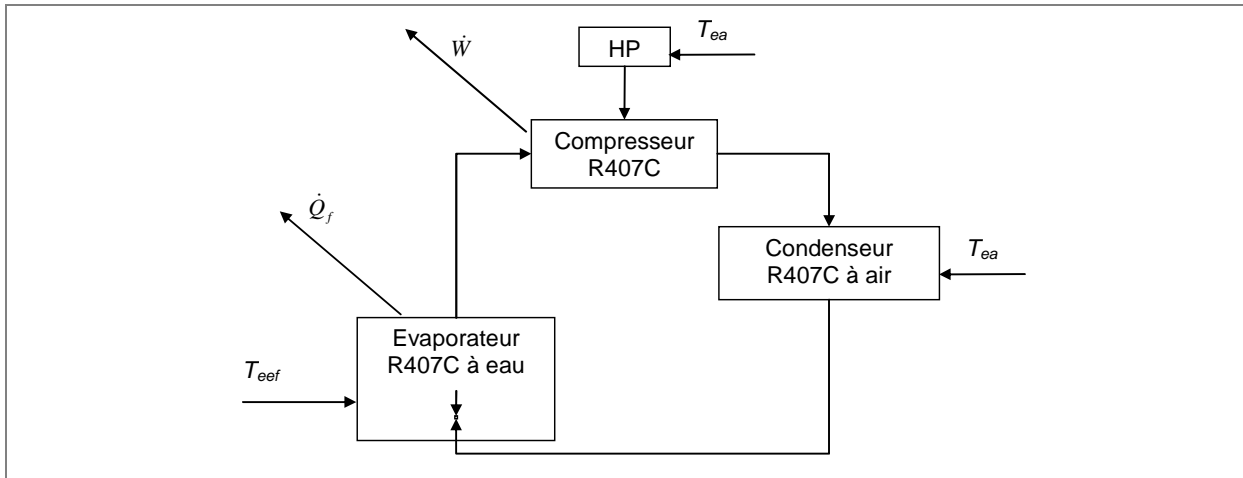 HP
T_ea
Ẇ
Compresseur
R407C
Q̇_f
Condenseur
R407C à air
T_ea
Evaporateur
R407C à eau
T_eef